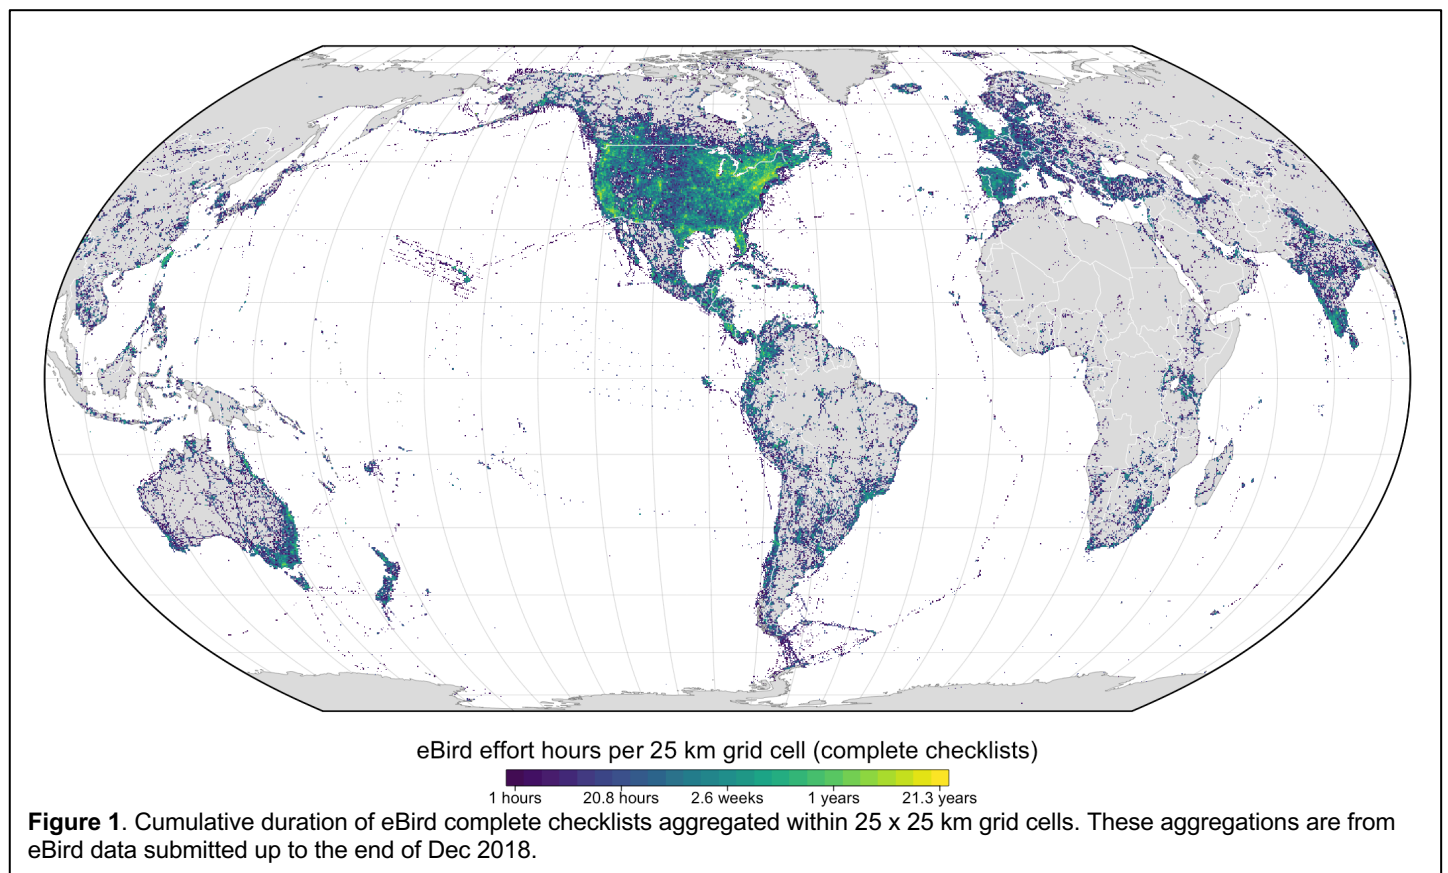 eBird effort hours per 25 km grid cell (complete checklists)
1 hours 20.8 hours 2.6 weeks 1 years 21.3 years
Figure 1. Cumulative duration of eBird complete checklists aggregated within 25 x 25 km grid cells. These aggregations are from
eBird data submitted up to the end of Dec 2018.